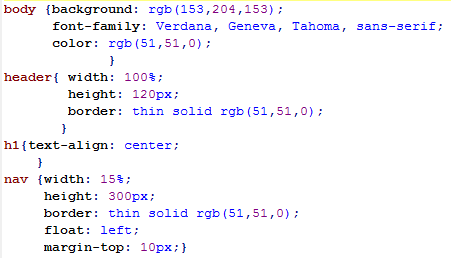 body {background: rgb(153,204,153);
font-family: Verdana, Geneva, Tahoma, sans-serif;
color: rgb(51,51,0);
}
header{ width: 100%;
height: 120px;
border: thin solid rgb(51,51,0);
}
h1{text-align: center;
}
nav {width: 15%;
height: 300px;
border: thin solid rgb(51,51,0);
float: left;
margin-top: 10px;}